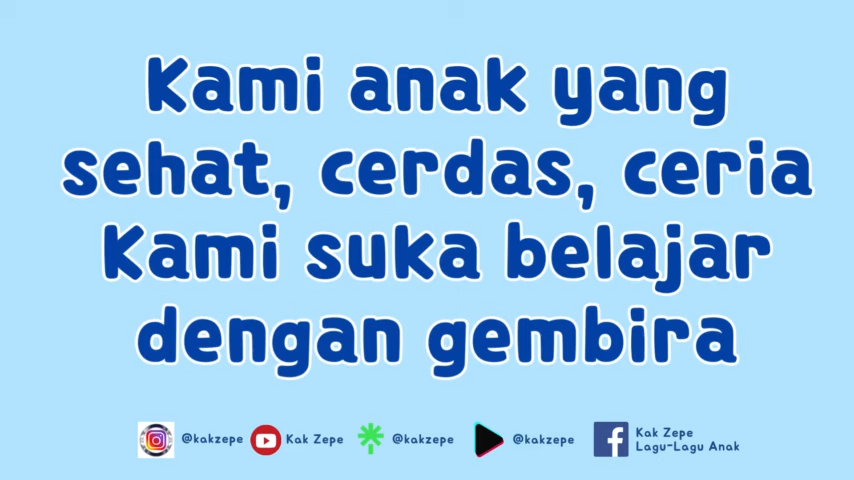 Kami anak yang
sehat, cerdas, ceria
Kami suka belajar
dengan gembira
@kakzepe Kak Zepe @kakzepe @kakzepe Kak Zepe
Lagu-Lagu Anak